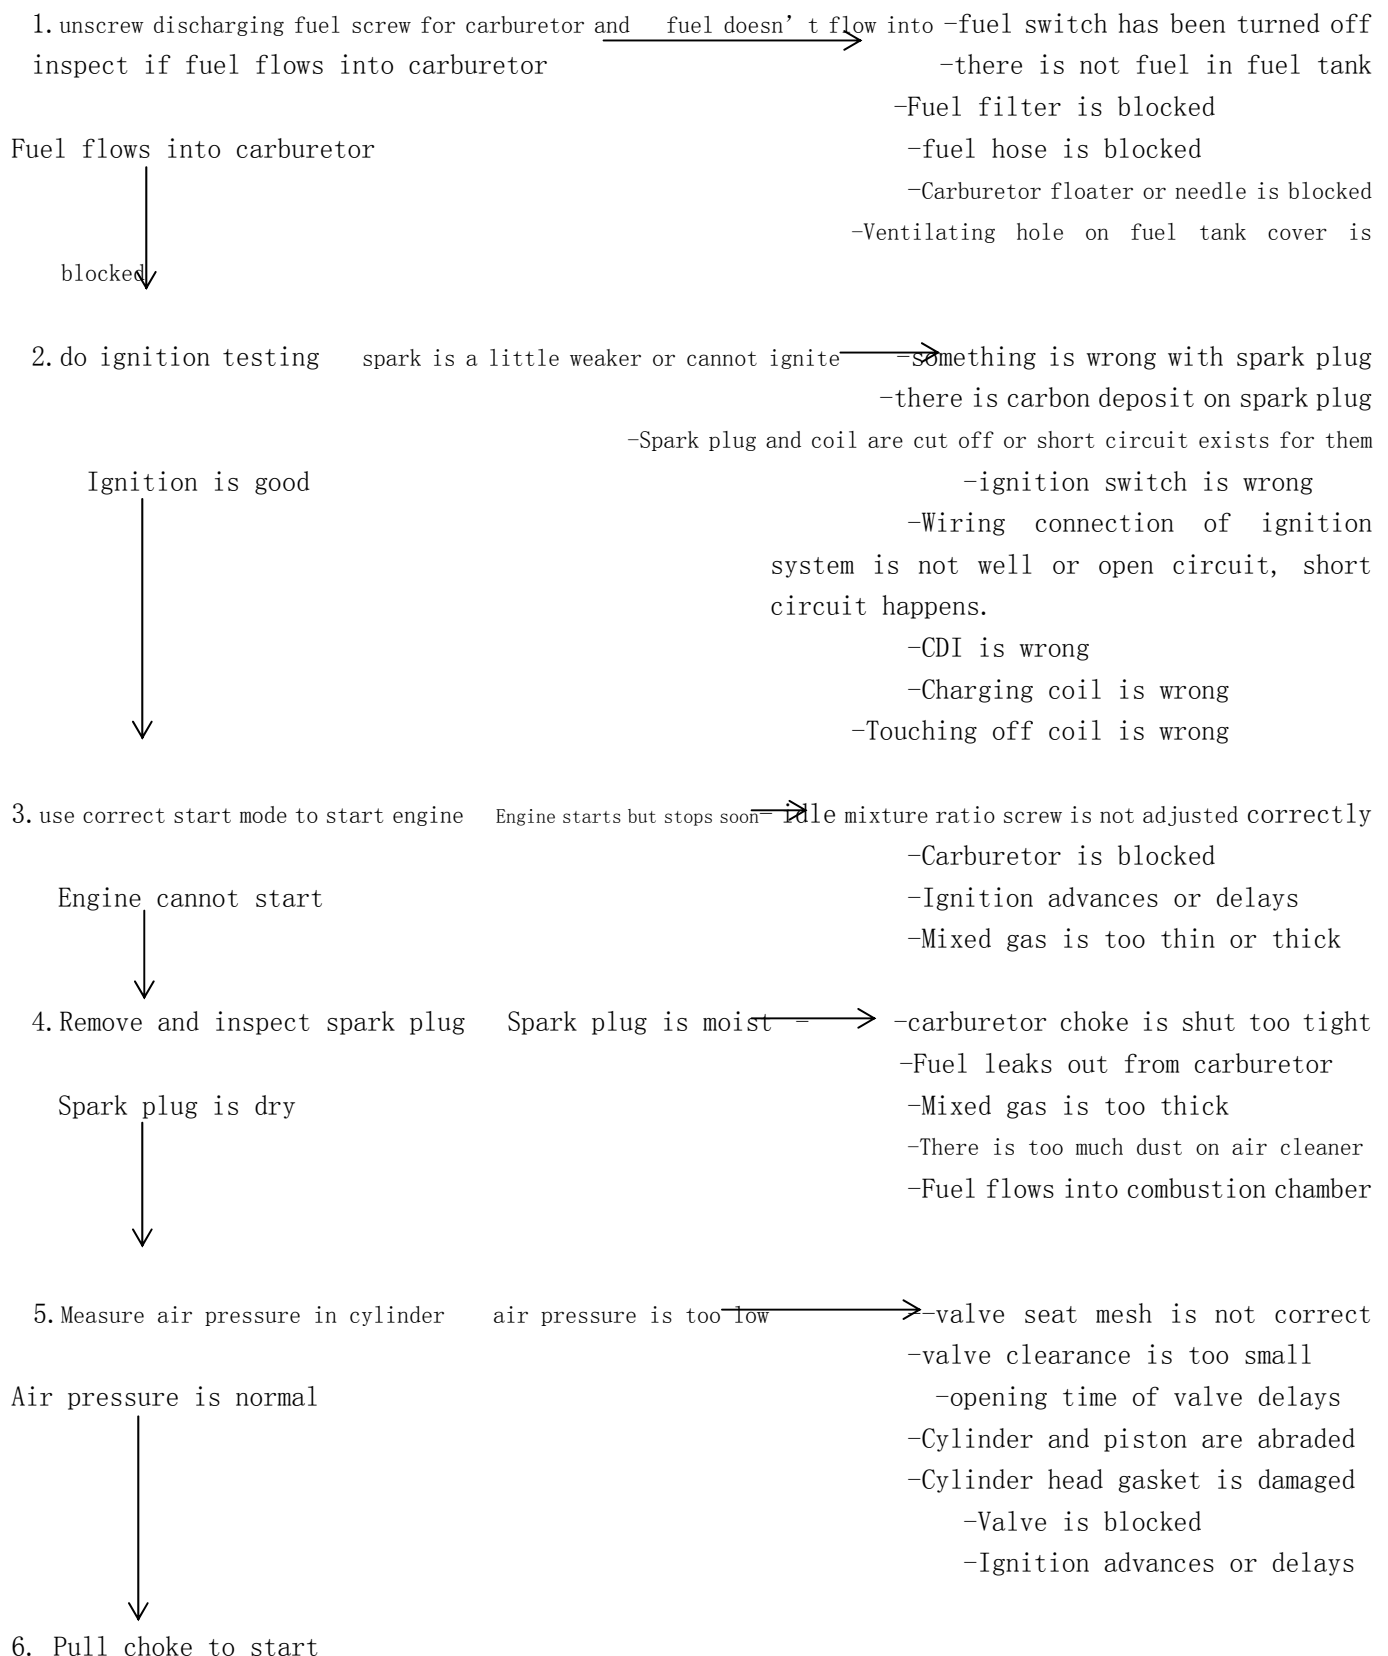 1. unscrew discharging fuel screw for carburetor and fuel doesn’t flow into -fuel switch has been turned off
inspect if fuel flows into carburetor -there is not fuel in fuel tank
-Fuel filter is blocked
Fuel flows into carburetor -fuel hose is blocked
-Carburetor floater or needle is blocked
-Ventilating hole on fuel tank cover is
blocked
2. do ignition testing spark is a little weaker or cannot ignite -something is wrong with spark plug
-there is carbon deposit on spark plug
-Spark plug and coil are cut off or short circuit exists for them
Ignition is good -ignition switch is wrong
-Wiring connection of ignition
system is not well or open circuit, short
circuit happens.
-CDI is wrong
-Charging coil is wrong
-Touching off coil is wrong
3. use correct start mode to start engine Engine starts but stops soon- idle mixture ratio screw is not adjusted correctly
-Carburetor is blocked
Engine cannot start -Ignition advances or delays
-Mixed gas is too thin or thick
4. Remove and inspect spark plug Spark plug is moist - -carburetor choke is shut too tight
-Fuel leaks out from carburetor
Spark plug is dry -Mixed gas is too thick
-There is too much dust on air cleaner
-Fuel flows into combustion chamber
5. Measure air pressure in cylinder air pressure is too low -valve seat mesh is not correct
-valve clearance is too small
Air pressure is normal -opening time of valve delays
-Cylinder and piston are abraded
-Cylinder head gasket is damaged
-Valve is blocked
-Ignition advances or delays
6. Pull choke to start